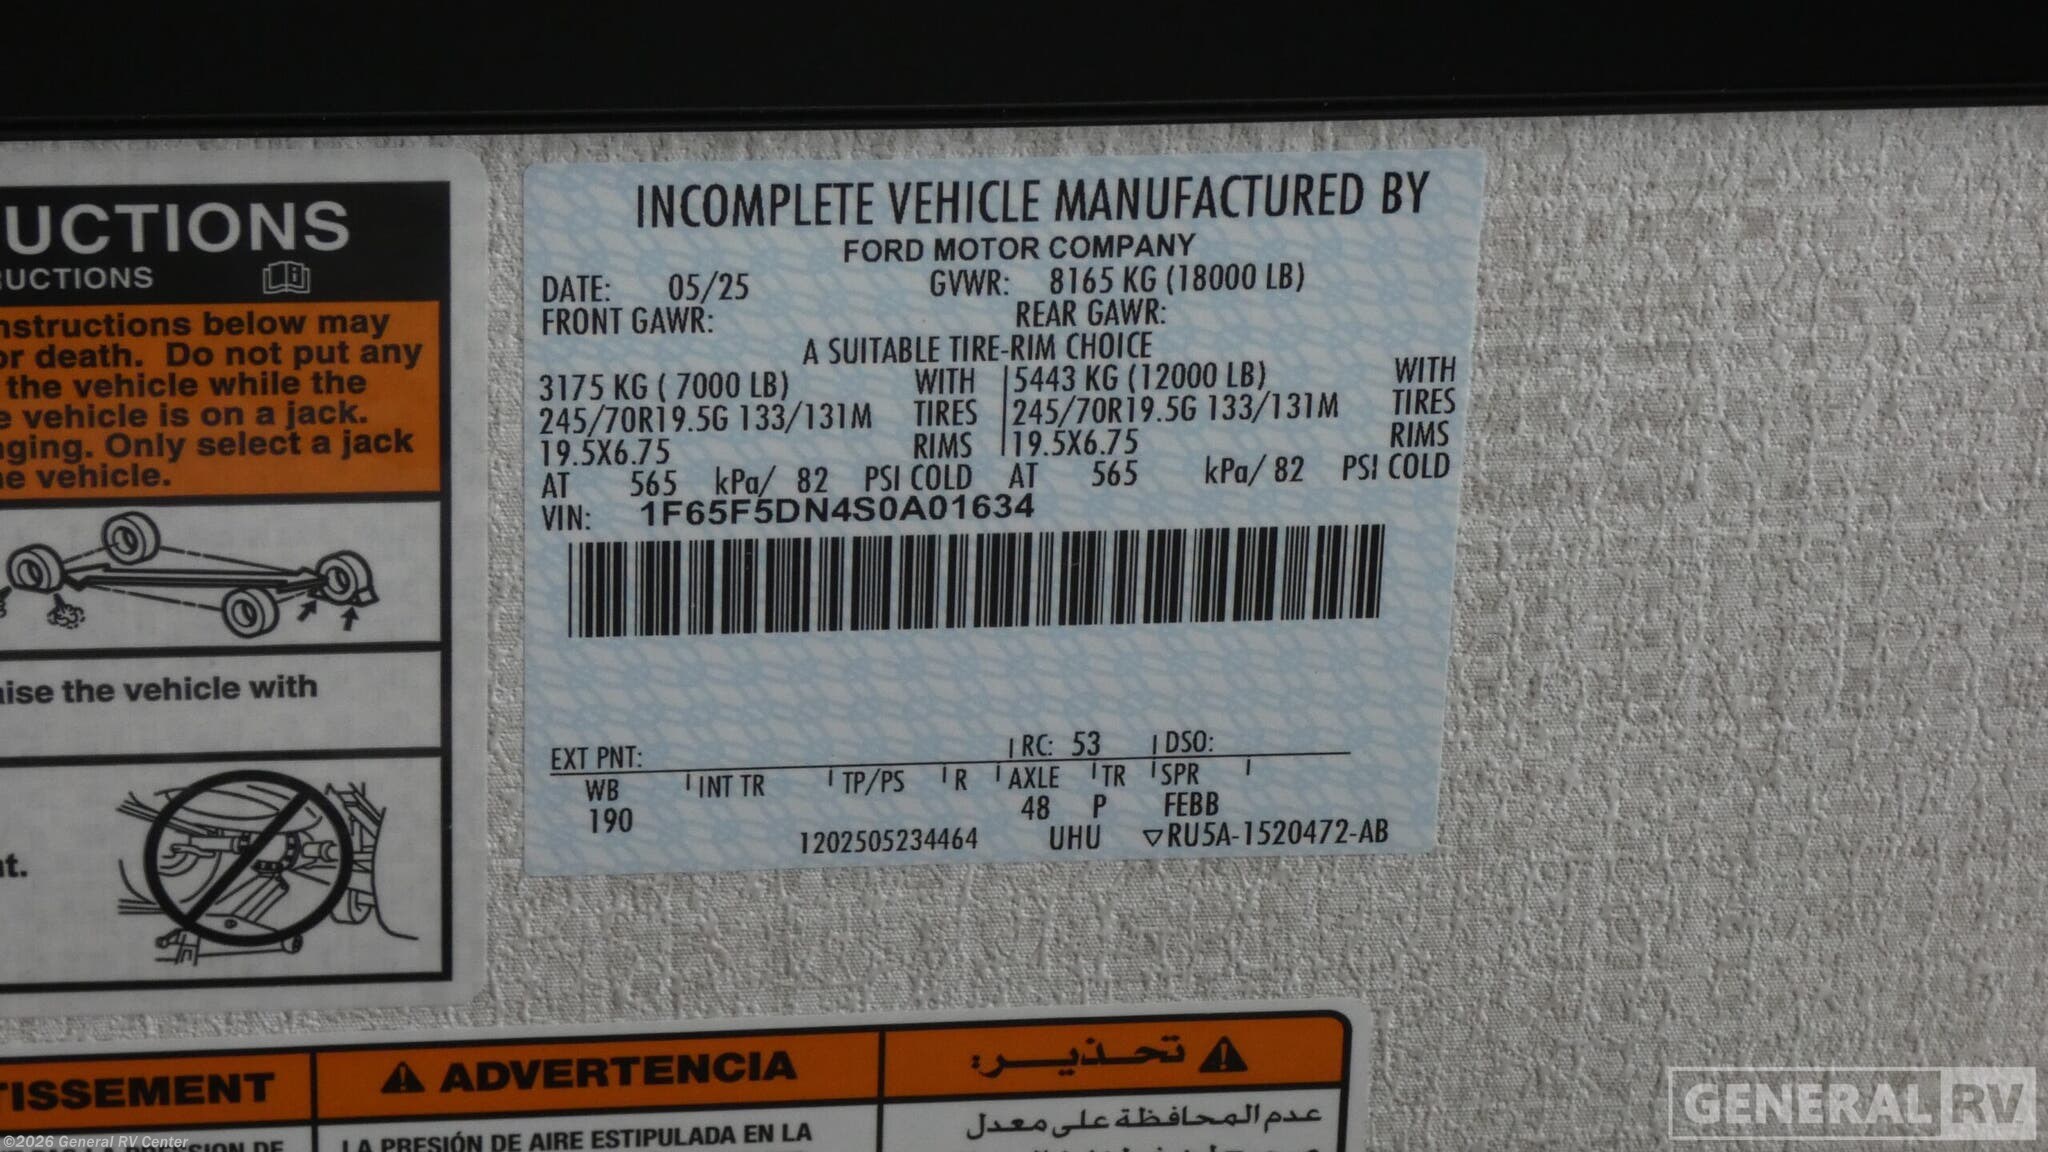 UCTIONS
RUCTIONS
nstructions below may
or death. Do not put any
the vehicle while the
e vehicle is on a jack.
nging. Only select a jack
e vehicle.
aise the vehicle with
nt.
INCOMPLETE VEHICLE MANUFACTURED BY
FORD MOTOR COMPANY
DATE: 05/25 GVWR: 8165 KG (18000 LB)
FRONT GAWR: REAR GAWR:
A SUITABLE TIRE-RIM CHOICE
3175 KG ( 7000 LB) WITH 5443 KG (12000 LB) WITH
245/70R19.5G 133/131M TIRES 245/70R19.5G 133/131M TIRES
19.5X6.75 RIMS 19.5X6.75 RIMS
AT 565 kPa/ 82 PSI COLD AT 565 kPa/ 82 PSI COLD
VIN: 1F65F5DN4S0A01634
EXT PNT: RC: 53 DSO:
WB INT TR TP/PS R AXLE TR SPR
190 48 P FEBB
1202505234464 UHU ▽RU5A-1520472-AB
TISSEMENT
⚠ ADVERTENCIA
⚠ تحذير:
LA PRESIÓN DE AIRE ESTIPULADA EN LA
عدم المحافظة على معدل
GENERAL RV
©2026 General RV Center